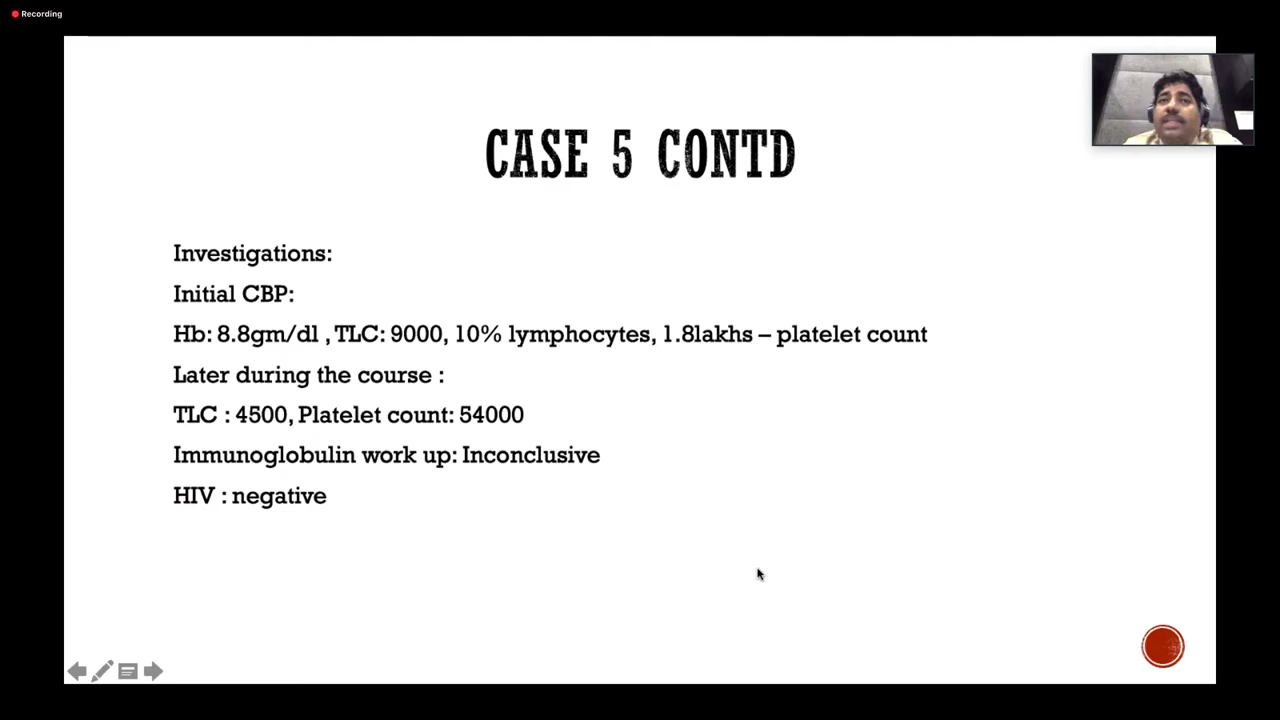 Recording
CASE 5 CONTD
Investigations:
Initial CBP:
Hb: 8.8gm/dl , TLC: 9000, 10% lymphocytes, 1.8lakhs – platelet count
Later during the course :
TLC : 4500, Platelet count: 54000
Immunoglobulin work up: Inconclusive
HIV : negative